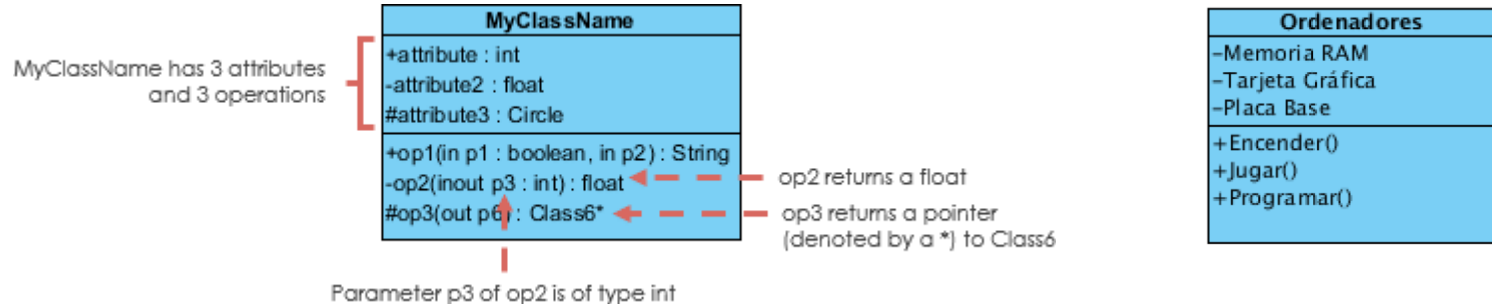 MyClassName
+attribute : int
-attribute2 : float
#attribute3 : Circle
+op1(in p1 : boolean, in p2) : String
-op2(inout p3 : int) : float
#op3(out p6) : Class6*
MyClassName has 3 attributes
and 3 operations
op2 returns a float
op3 returns a pointer
(denoted by a *) to Class6
Parameter p3 of op2 is of type int
Ordenadores
-Memoria RAM
-Tarjeta Gráfica
-Placa Base
+Encender()
+Jugar()
+Programar()